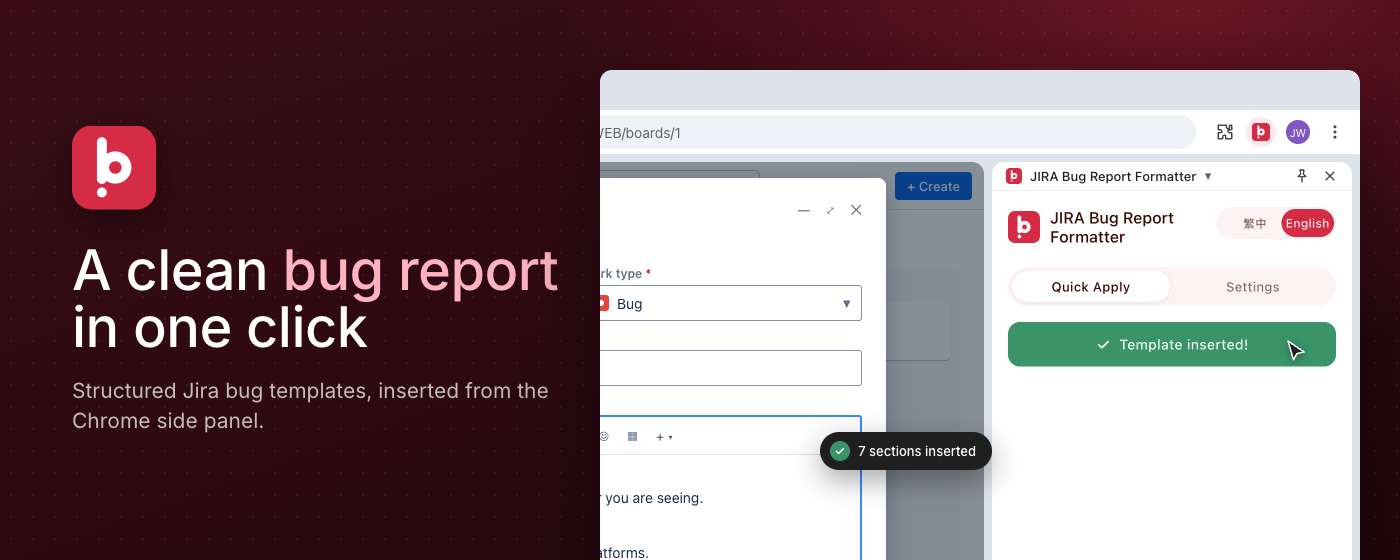 A clean bug report
in one click
Structured Jira bug templates, inserted from the
Chrome side panel.
/EB/boards/1
JW
+ Create
rk type *
Bug
+
r you are seeing.
atforms.
7 sections inserted
JIRA Bug Report Formatter
JIRA Bug Report
Formatter
繁中 English
Quick Apply Settings
Template inserted!